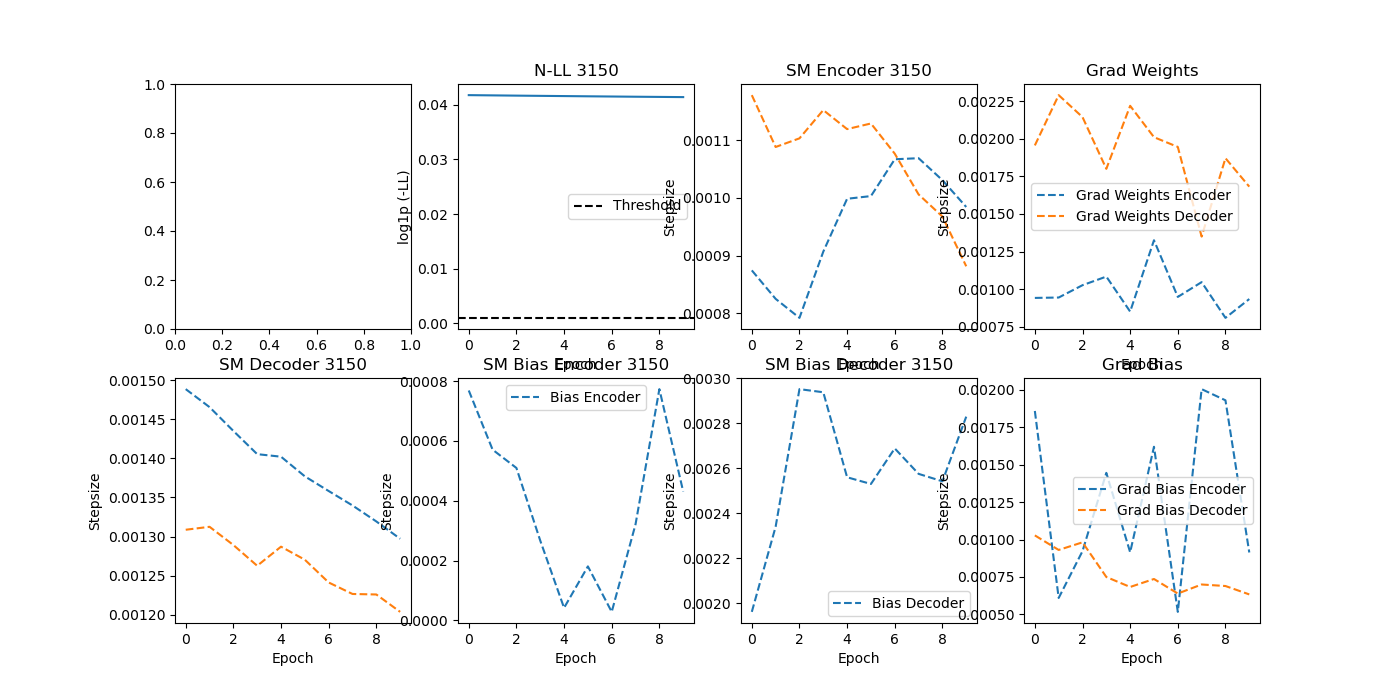 1.0
0.8
0.6
0.4
0.2
0.0
0.0 0.2 0.4 0.6 0.8 1.0
N-LL 3150
log1p (-LL)
0.04
0.03
0.02
0.01
0.00
Threshold
0 2 4 6 8
Epoch
SM Encoder 3150
Stepsize
0.0011
0.0010
0.0009
0.0008
0 2 4 6 8
Epoch
Grad Weights
Stepsize
0.00225
0.00200
0.00175
0.00150
0.00125
0.00100
0.00075
Grad Weights Encoder
Grad Weights Decoder
0 2 4 6 8
Epoch
SM Decoder 3150
Stepsize
0.00150
0.00145
0.00140
0.00135
0.00130
0.00125
0.00120
0 2 4 6 8
Epoch
SM Bias Encoder 3150
Stepsize
0.0008
0.0006
0.0004
0.0002
0.0000
Bias Encoder
0 2 4 6 8
Epoch
SM Bias Decoder 3150
Stepsize
0.0030
0.0028
0.0026
0.0024
0.0022
0.0020
Bias Decoder
0 2 4 6 8
Epoch
Grad Bias
Stepsize
0.00200
0.00175
0.00150
0.00125
0.00100
0.00075
0.00050
Grad Bias Encoder
Grad Bias Decoder
0 2 4 6 8
Epoch